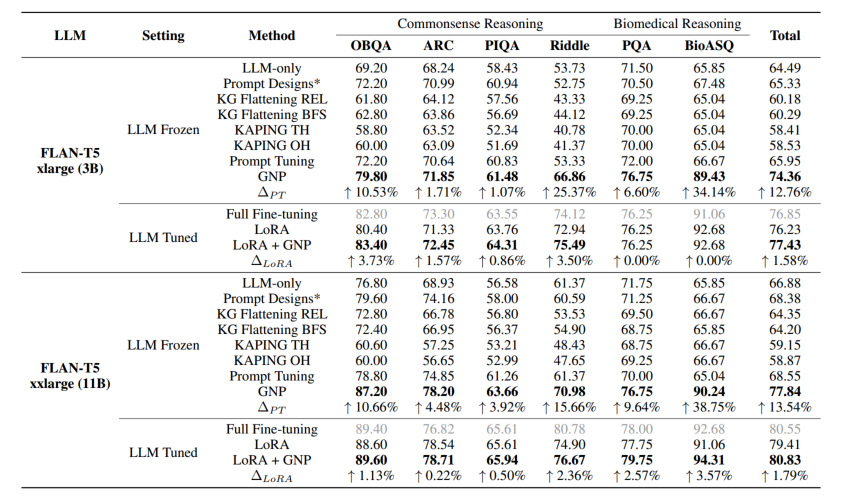 LLM Setting Method Commonsense Reasoning Biomedical Reasoning Total
OBQA ARC PIQA Riddle PQA BioASQ
FLAN-T5 xlarge (3B)
LLM Frozen
LLM-only 69.20 68.24 58.43 53.73 71.50 65.85 64.49
Prompt Designs* 72.20 70.99 60.94 52.75 70.50 67.48 65.33
KG Flattening REL 61.80 64.12 57.56 43.33 69.25 65.04 60.18
KG Flattening BFS 62.80 63.86 56.69 44.12 69.25 65.04 60.29
KAPING TH 58.80 63.52 52.34 40.78 70.00 65.04 58.41
KAPING OH 60.00 63.09 51.69 41.37 70.00 65.04 58.53
Prompt Tuning 72.20 70.64 60.83 53.33 72.00 66.67 65.95
GNP 79.80 71.85 61.48 66.86 76.75 89.43 74.36
Δ_PT ↑ 10.53% ↑ 1.71% ↑ 1.07% ↑ 25.37% ↑ 6.60% ↑ 34.14% ↑ 12.76%
LLM Tuned
Full Fine-tuning 82.80 73.30 63.55 74.12 76.25 91.06 76.85
LoRA 80.40 71.33 63.76 72.94 76.25 92.68 76.23
LoRA + GNP 83.40 72.45 64.31 75.49 76.25 92.68 77.43
Δ_LoRA ↑ 3.73% ↑ 1.57% ↑ 0.86% ↑ 3.50% ↑ 0.00% ↑ 0.00% ↑ 1.58%
FLAN-T5 xxlarge (11B)
LLM Frozen
LLM-only 76.80 68.93 56.58 61.37 71.75 65.85 66.88
Prompt Designs* 79.60 74.16 58.00 60.59 71.25 66.67 68.38
KG Flattening REL 72.80 66.78 56.80 53.53 69.50 66.67 64.35
KG Flattening BFS 72.40 66.95 56.37 54.90 68.75 65.85 64.20
KAPING TH 60.60 57.25 53.21 48.43 68.75 66.67 59.15
KAPING OH 60.00 56.65 52.99 47.65 69.25 66.67 58.87
Prompt Tuning 78.80 74.85 61.26 61.37 70.00 65.04 68.55
GNP 87.20 78.20 63.66 70.98 76.75 90.24 77.84
Δ_PT ↑ 10.66% ↑ 4.48% ↑ 3.92% ↑ 15.66% ↑ 9.64% ↑ 38.75% ↑ 13.54%
LLM Tuned
Full Fine-tuning 89.40 76.82 65.61 80.78 78.00 92.68 80.55
LoRA 88.60 78.54 65.61 74.90 77.75 91.06 79.41
LoRA + GNP 89.60 78.71 65.94 76.67 79.75 94.31 80.83
Δ_LoRA ↑ 1.13% ↑ 0.22% ↑ 0.50% ↑ 2.36% ↑ 2.57% ↑ 3.57% ↑ 1.79%